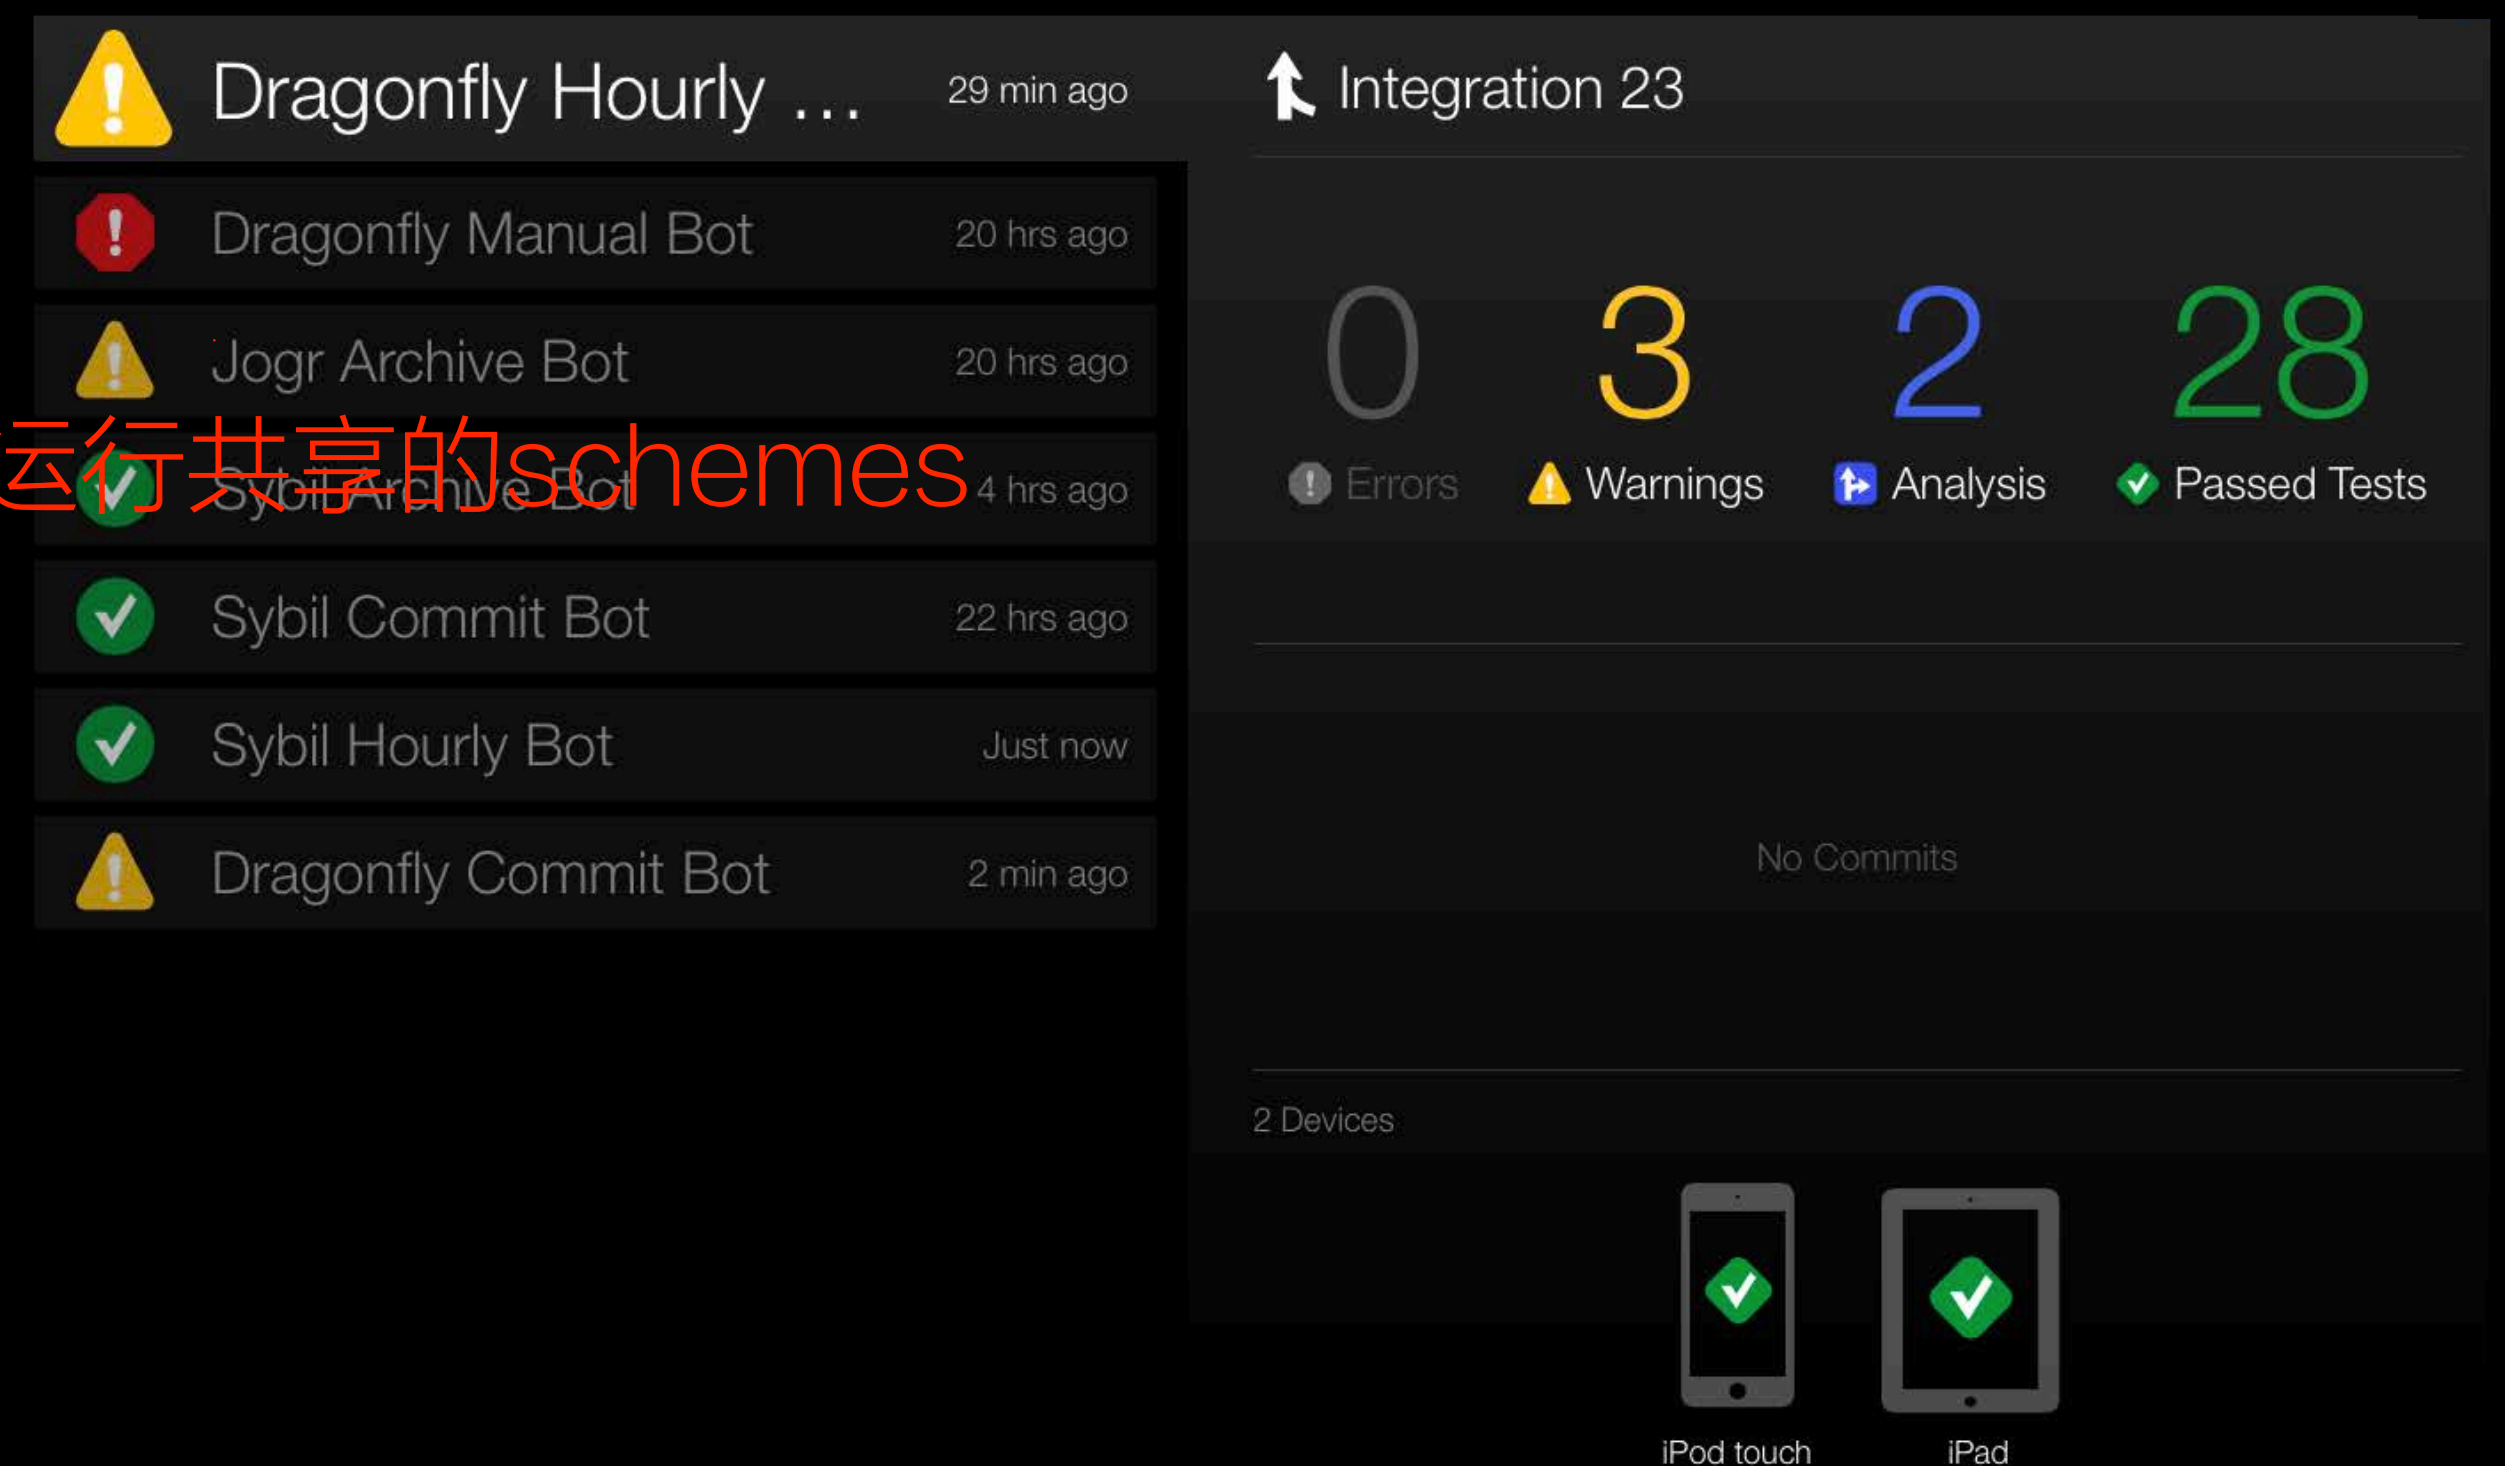 Dragonfly Hourly ...
29 min ago
Dragonfly Manual Bot
20 hrs ago
Jogr Archive Bot
20 hrs ago
运行共享的schemes
Sybil Archive Bot
4 hrs ago
Sybil Commit Bot
22 hrs ago
Sybil Hourly Bot
Just now
Dragonfly Commit Bot
2 min ago
Integration 23
0
3
2
28
Errors
Warnings
Analysis
Passed Tests
No Commits
2 Devices
iPod touch
iPad